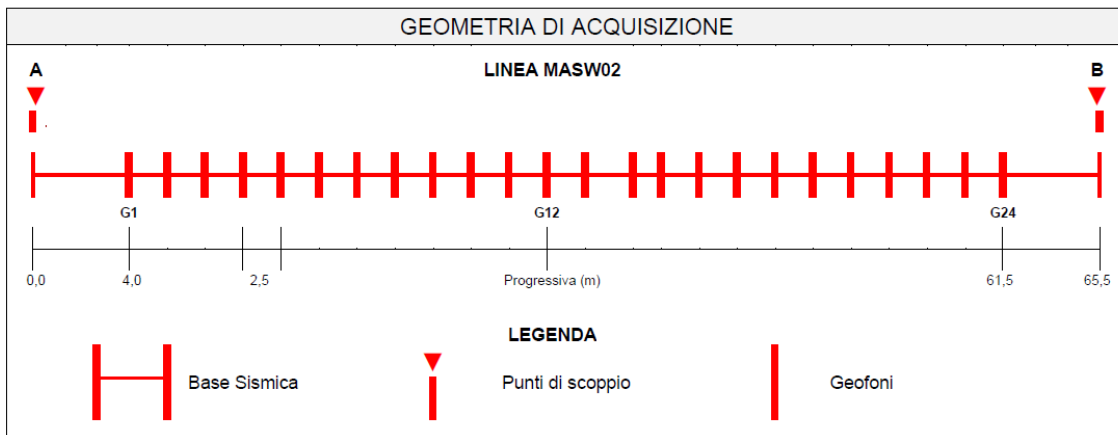 GEOMETRIA DI ACQUISIZIONE
A LINEA MASW02 B
G1 G12 G24
0,0 4,0 2,5 Progressiva (m) 61,5 65,5
LEGENDA
Base Sismica Punti di scoppio Geofoni